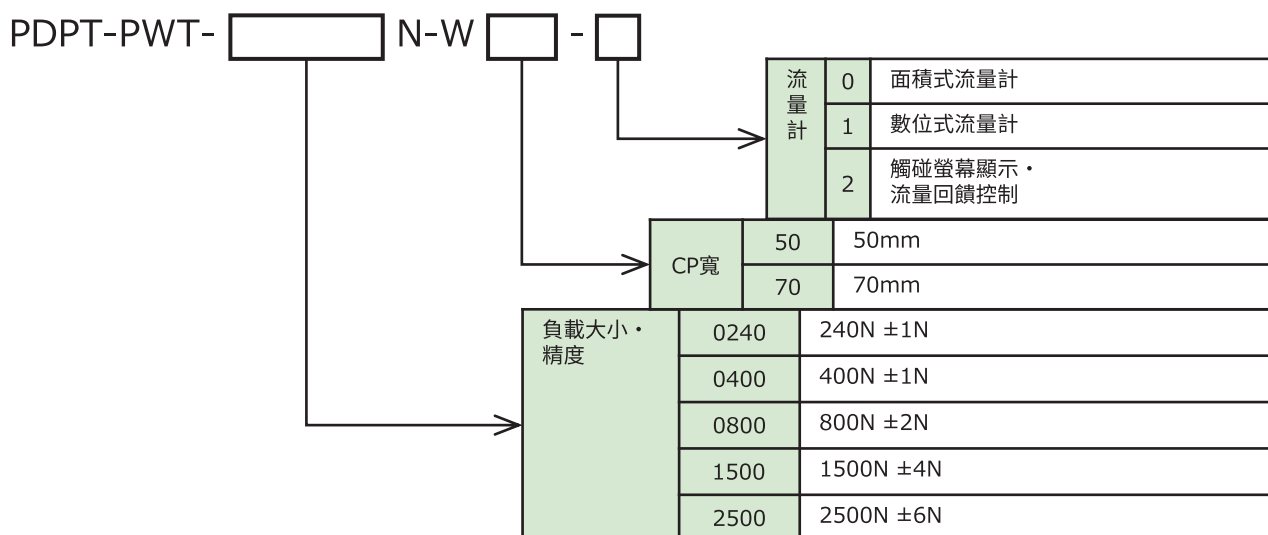 PDPT-PWT- N-W -
流量計
0 面積式流量計
1 數位式流量計
2 觸碰螢幕顯示・
流量回饋控制
CP寬
50 50mm
70 70mm
負載大小・
精度
0240 240N ±1N
0400 400N ±1N
0800 800N ±2N
1500 1500N ±4N
2500 2500N ±6N